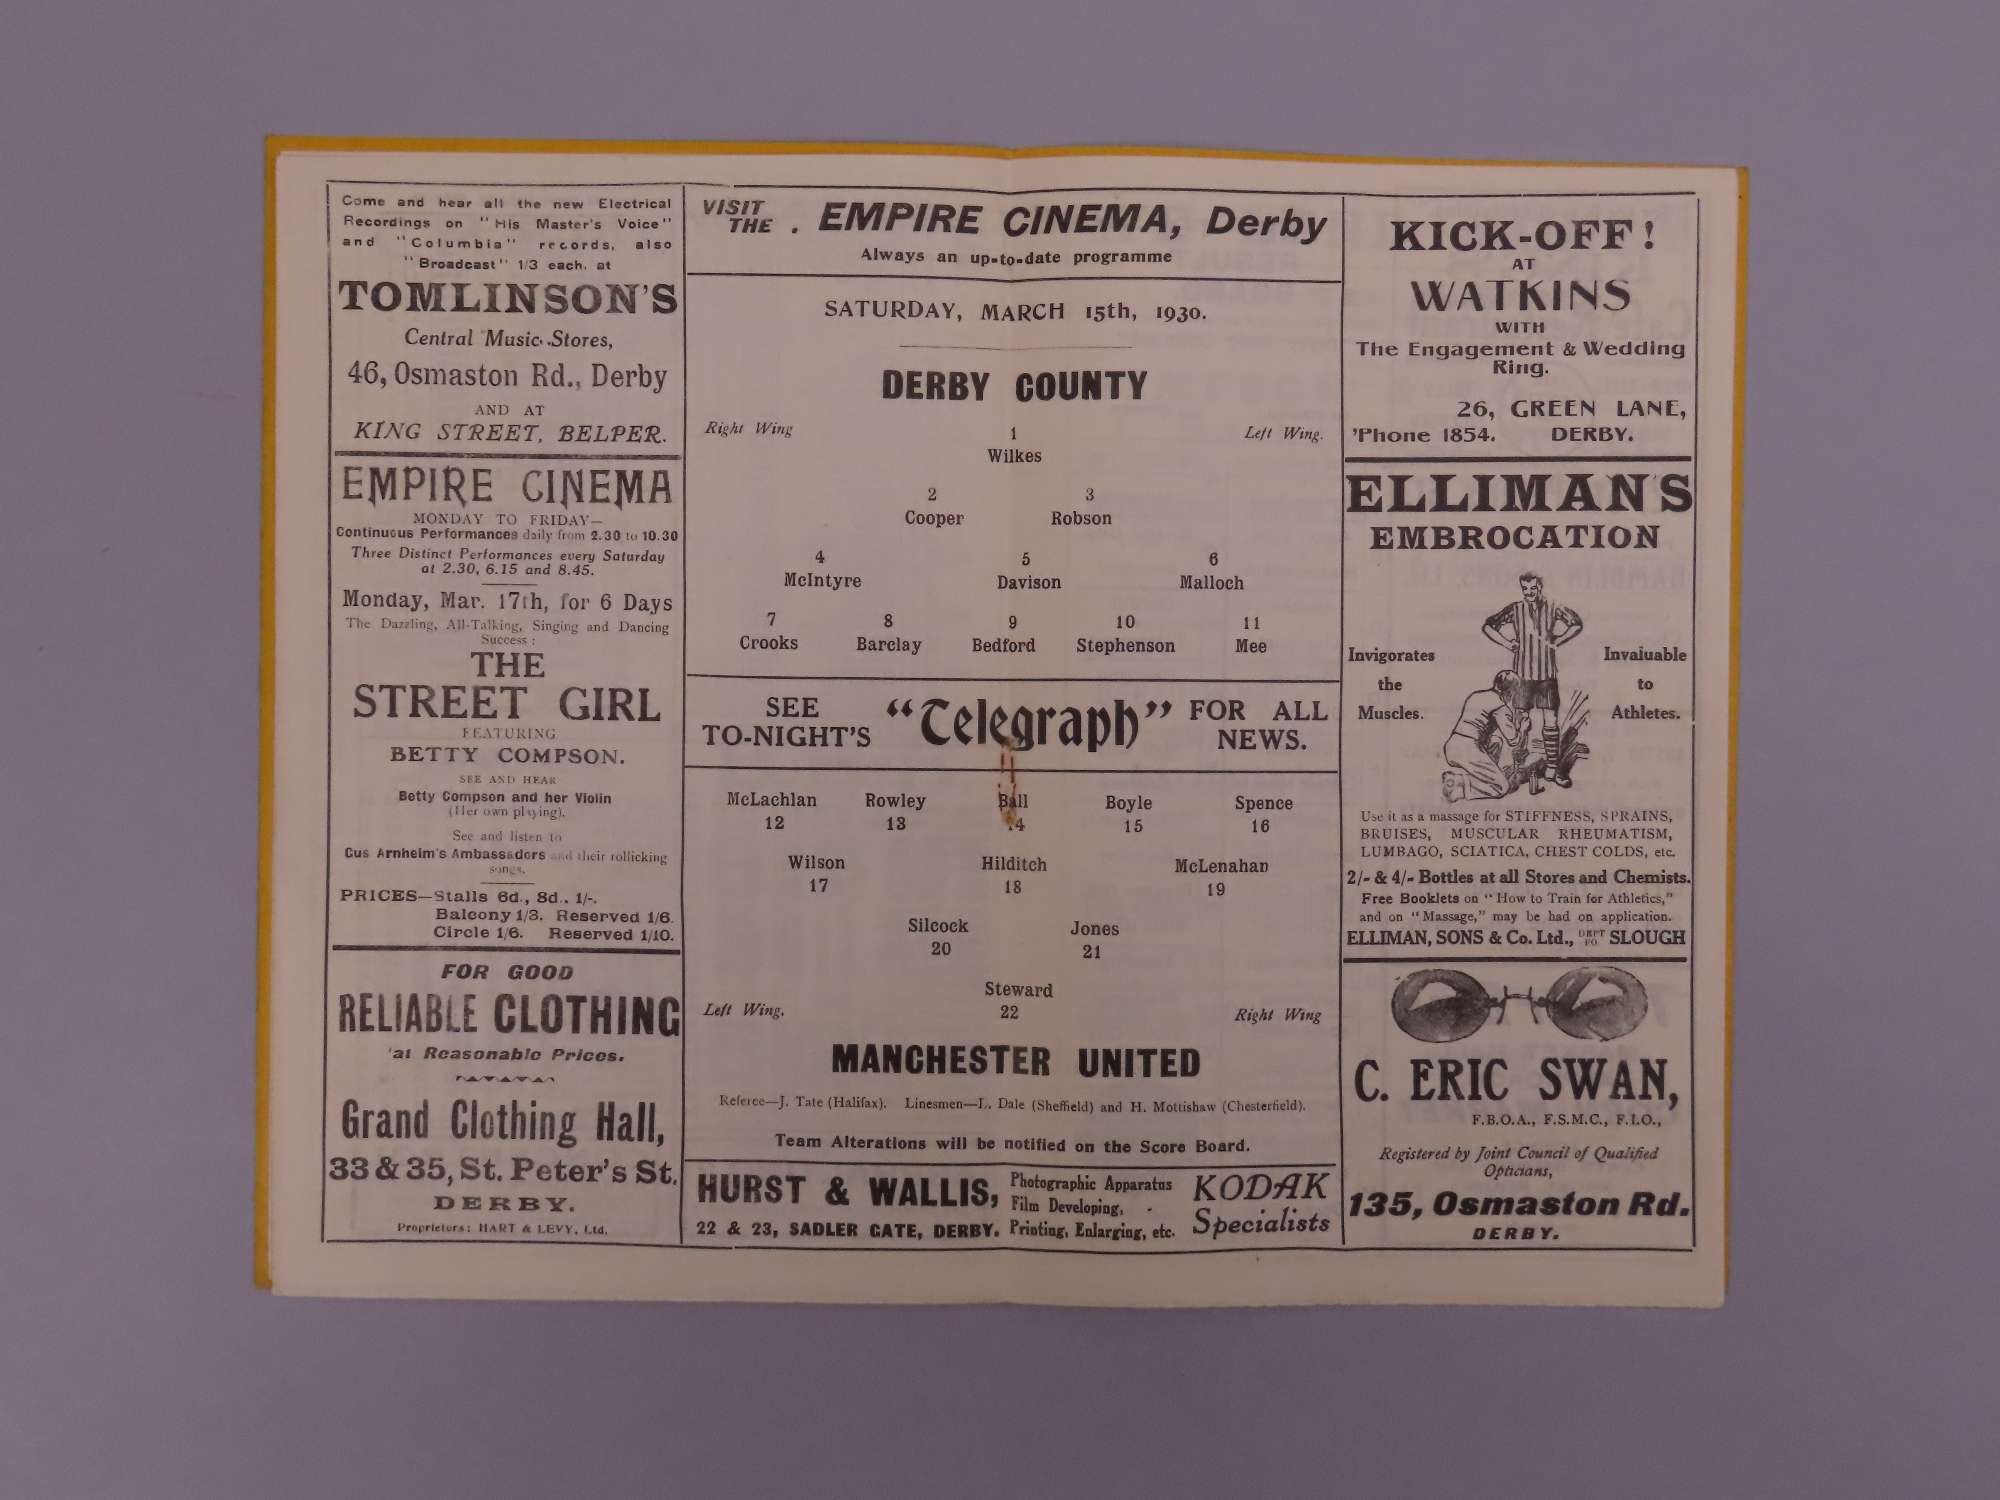 Come and hear all the new Electrical
Recordings on "His Master's Voice"
and "Columbia" records, also
"Broadcast" 1/3 each, at
TOMLINSON'S
Central Music Stores,
46, Osmaston Rd., Derby
AND AT
KING STREET, BELPER.
EMPIRE CINEMA
MONDAY TO FRIDAY—
Continuous Performances daily from 2.30 to 10.30
Three Distinct Performances every Saturday
at 2.30, 6.15 and 8.45.
Monday, Mar. 17th, for 6 Days
The Dazzling, All-Talking, Singing and Dancing
Success:
THE
STREET GIRL
FEATURING
BETTY COMPSON.
SEE AND HEAR
Betty Compson and her Violin
(Her own playing).
See and listen to
Gus Arnheim's Ambassadors and their rollicking
songs.
PRICES—Stalls 6d., 8d., 1/-.
Balcony 1/3. Reserved 1/6.
Circle 1/6. Reserved 1/10.
FOR GOOD
RELIABLE CLOTHING
at Reasonable Prices.
Grand Clothing Hall,
33 & 35, St. Peter's St.
DERBY.
Proprietors: HART & LEVY, Ltd.
VISIT
THE . EMPIRE CINEMA, Derby
Always an up-to-date programme
SATURDAY, MARCH 15th, 1930.
DERBY COUNTY
Right Wing 1 Left Wing.
Wilkes
2 3
Cooper Robson
4 5 6
McIntyre Davison Malloch
7 8 9 10 11
Crooks Barclay Bedford Stephenson Mee
SEE
TO-NIGHT'S "Telegraph" FOR ALL
NEWS.
McLachlan Rowley Ball Boyle Spence
12 13 14 15 16
Wilson Hilditch McLenahan
17 18 19
Silcock Jones
20 21
Steward
Left Wing. 22 Right Wing
MANCHESTER UNITED
Referee—J. Tate (Halifax). Linesmen—L. Dale (Sheffield) and H. Mottishaw (Chesterfield).
Team Alterations will be notified on the Score Board.
HURST & WALLIS,
22 & 23, SADLER GATE, DERBY.
Photographic Apparatus
Film Developing,
Printing, Enlarging, etc.
KODAK
Specialists
KICK-OFF!
AT
WATKINS
WITH
The Engagement & Wedding
Ring.
26, GREEN LANE,
'Phone 1854. DERBY.
ELLIMAN'S
EMBROCATION
Invigorates
the
Muscles.
Invaluable
to
Athletes.
Use it as a massage for STIFFNESS, SPRAINS,
BRUISES, MUSCULAR RHEUMATISM,
LUMBAGO, SCIATICA, CHEST COLDS, etc.
2/- & 4/- Bottles at all Stores and Chemists.
Free Booklets on "How to Train for Athletics,"
and on "Massage," may be had on application.
ELLIMAN, SONS & Co. Ltd., SLOUGH
C. ERIC SWAN,
F.B.O.A., F.S.M.C., F.I.O.,
Registered by Joint Council of Qualified
Opticians,
135, Osmaston Rd.
DERBY.